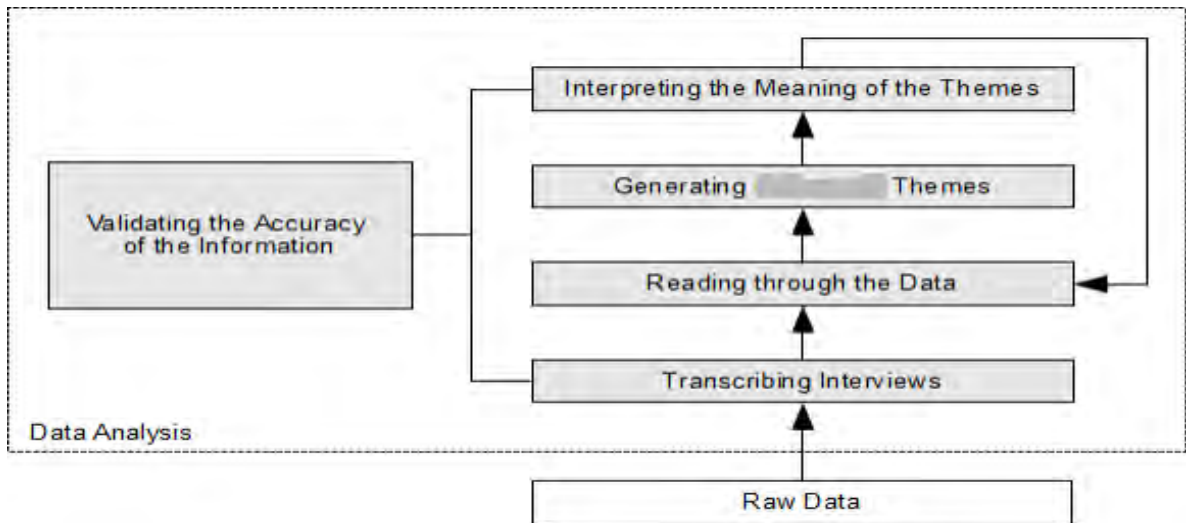 Interpreting the Meaning of the Themes
Generating Themes
Validating the Accuracy
of the Information
Reading through the Data
Transcribing Interviews
Data Analysis
Raw Data